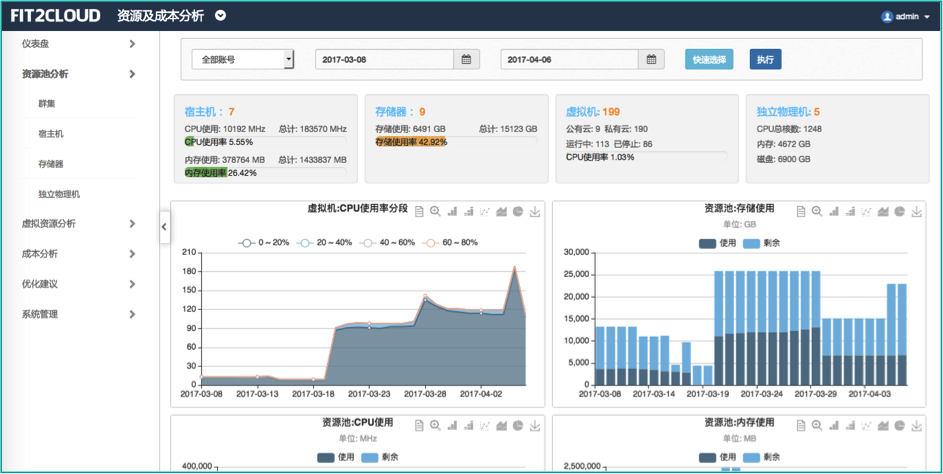 FIT2CLOUD 资源及成本分析 admin
仪表盘
资源池分析
群集
宿主机
存储器
独立物理机
虚拟资源分析
成本分析
优化建议
系统管理
全部账号 2017-03-08 2017-04-06 快速选择 执行
宿主机: 7
CPU使用: 10192 MHz 总计: 183570 MHz
CPU使用率 5.55%
内存使用: 378764 MB 总计: 1433837 MB
内存使用率 26.42%
存储器: 9
存储使用: 6491 GB 总计: 15123 GB
存储使用率 42.92%
虚拟机: 199
公有云: 9 私有云: 190
运行中: 113 已停止: 86
CPU使用率 1.03%
独立物理机: 5
CPU总核数: 1248
内存: 4672 GB
磁盘: 6900 GB
虚拟机:CPU使用率分段
0 ~ 20% 20 ~ 40% 40 ~ 60% 60 ~ 80%
210
180
150
120
90
60
30
0
2017-03-08 2017-03-13 2017-03-18 2017-03-23 2017-03-28 2017-04-02
资源池:存储使用
单位: GB
使用 剩余
30,000
25,000
20,000
15,000
10,000
5,000
0
2017-03-08 2017-03-14 2017-03-19 2017-03-24 2017-03-29 2017-04-03
资源池:CPU使用
单位: MHz
使用 剩余
400,000
资源池:内存使用
单位: MB
使用 剩余
2,500,000